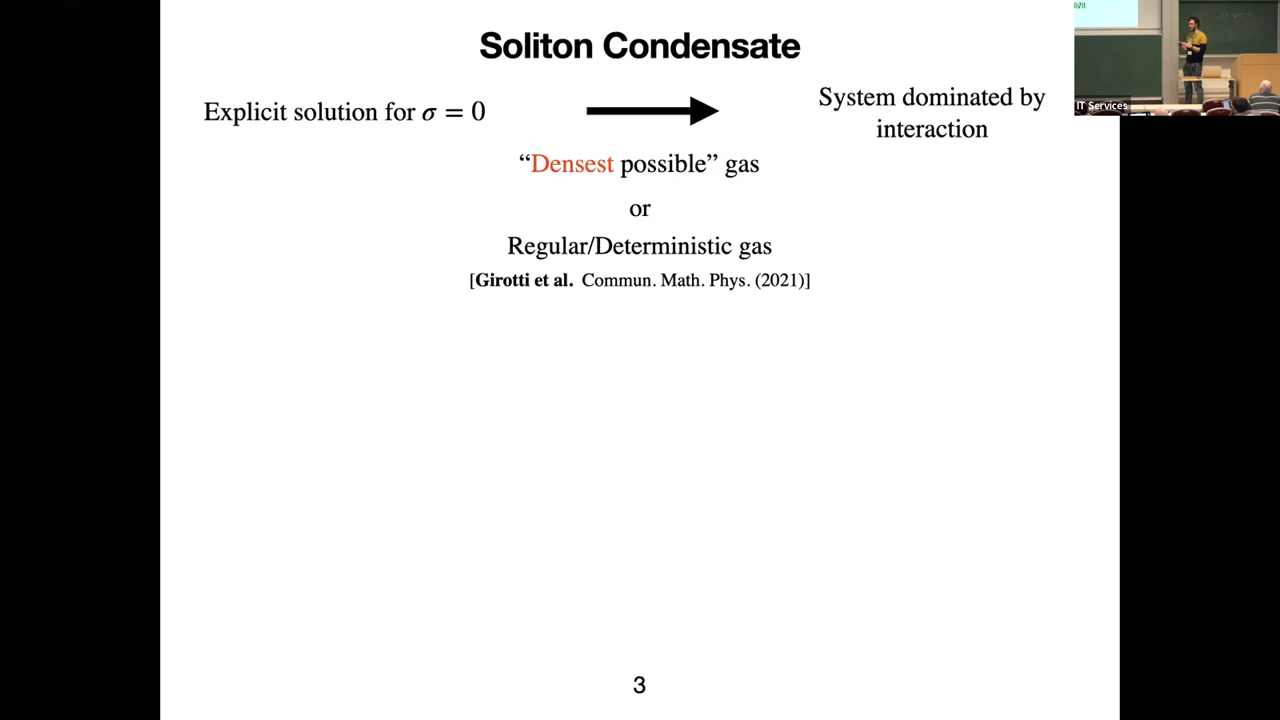 Soliton Condensate
Explicit solution for σ = 0
System dominated by
interaction
“Densest possible” gas
or
Regular/Deterministic gas
[Girotti et al. Commun. Math. Phys. (2021)]
IT Services
3